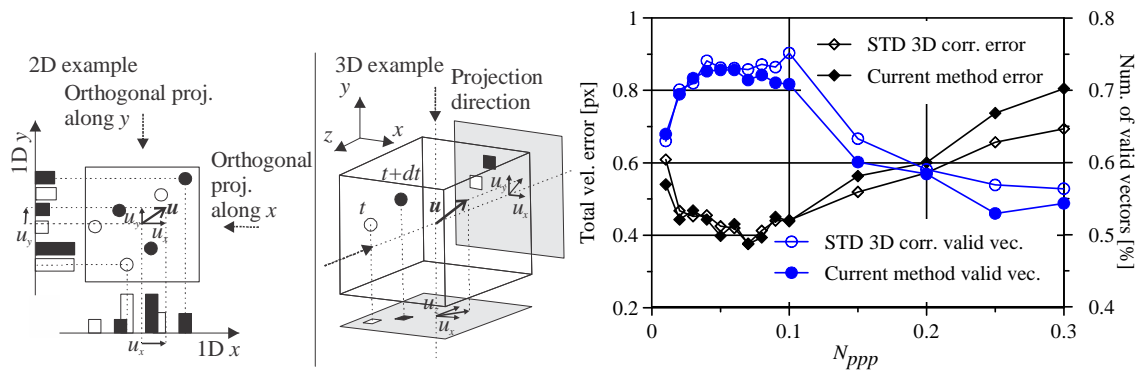 2D example
Orthogonal proj.
along y
1D y
Orthogonal
proj.
along x
u
u_y
u_x
u_y
u_x
1D x
3D example
Projection
direction
y
x
z
t+dt
t
u
u_y
u_x
u_z
u_x
STD 3D corr. error
Current method error
STD 3D corr. valid vec.
Current method valid vec.
Total vel. error [px]
1
0.8
0.6
0.4
0.2
0
0.1
0.2
0.3
N_ppp
0.8
0.7
0.6
0.5
0.4
Num. of valid vectors [%]